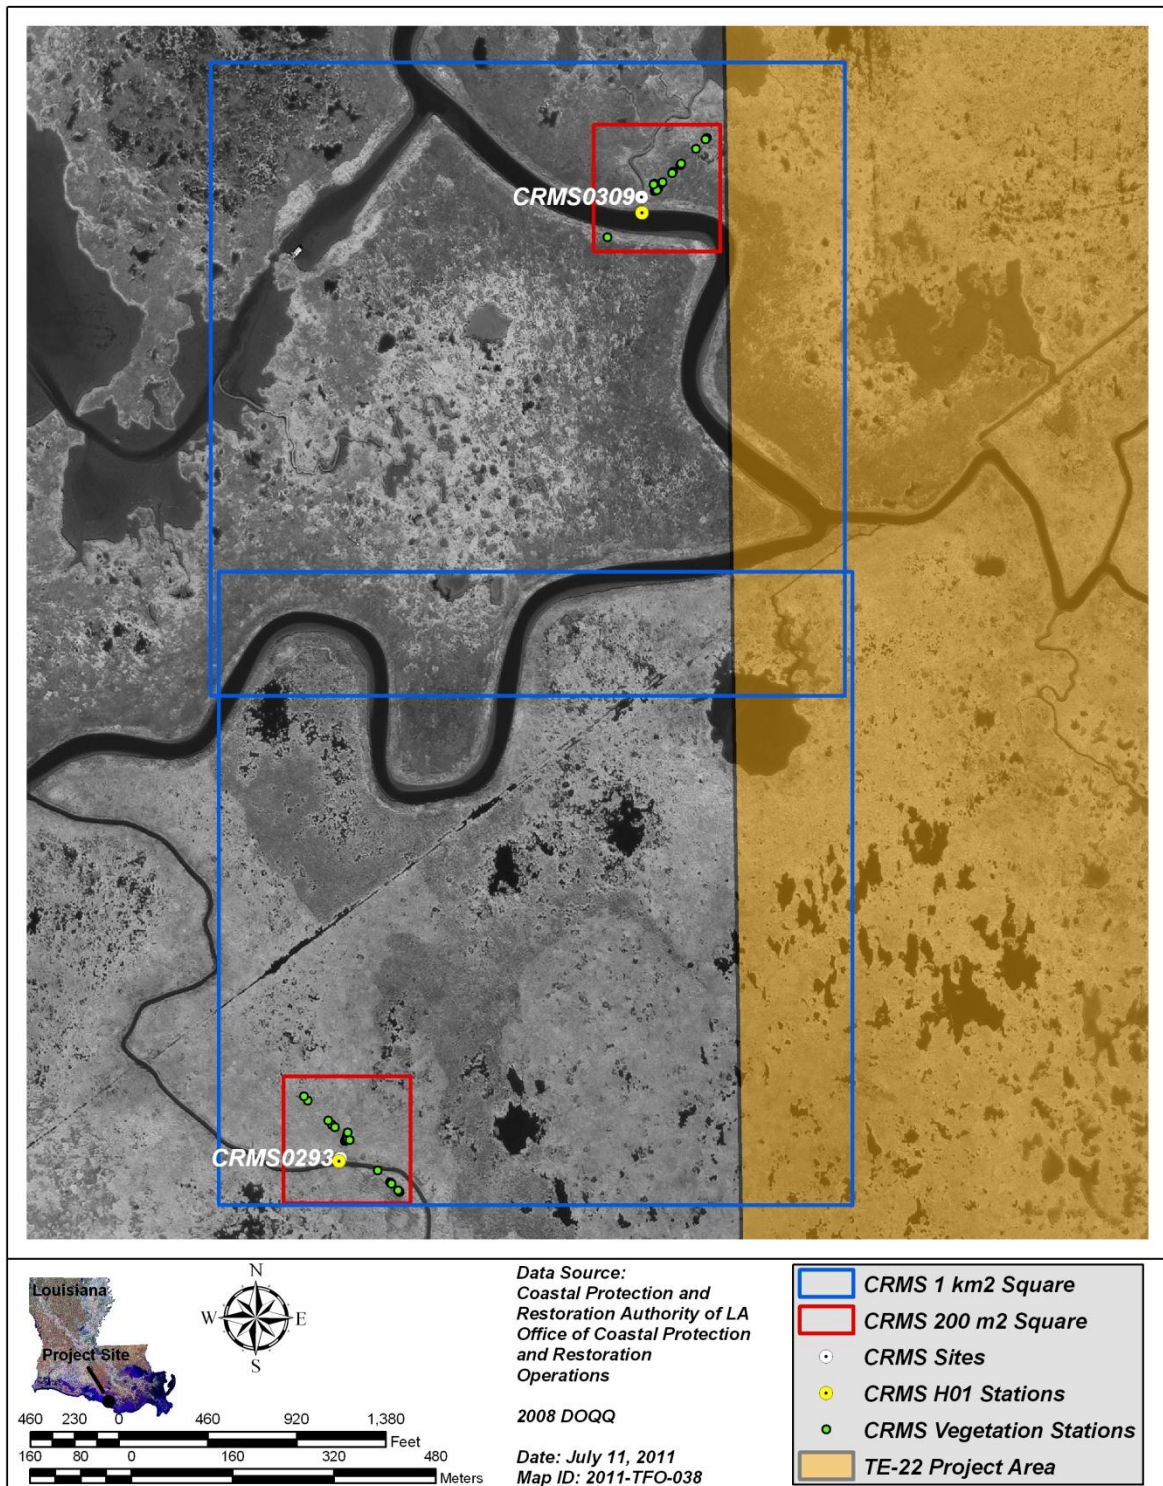 CRMS0309
CRMS0293
Louisiana
Project Site
N
W E
S
460 230 0 460 920 1,380
Feet
160 80 0 160 320 480
Meters
Data Source:
Coastal Protection and
Restoration Authority of LA
Office of Coastal Protection
and Restoration
Operations
2008 DOQQ
Date: July 11, 2011
Map ID: 2011-TFO-038
CRMS 1 km2 Square
CRMS 200 m2 Square
CRMS Sites
CRMS H01 Stations
CRMS Vegetation Stations
TE-22 Project Area